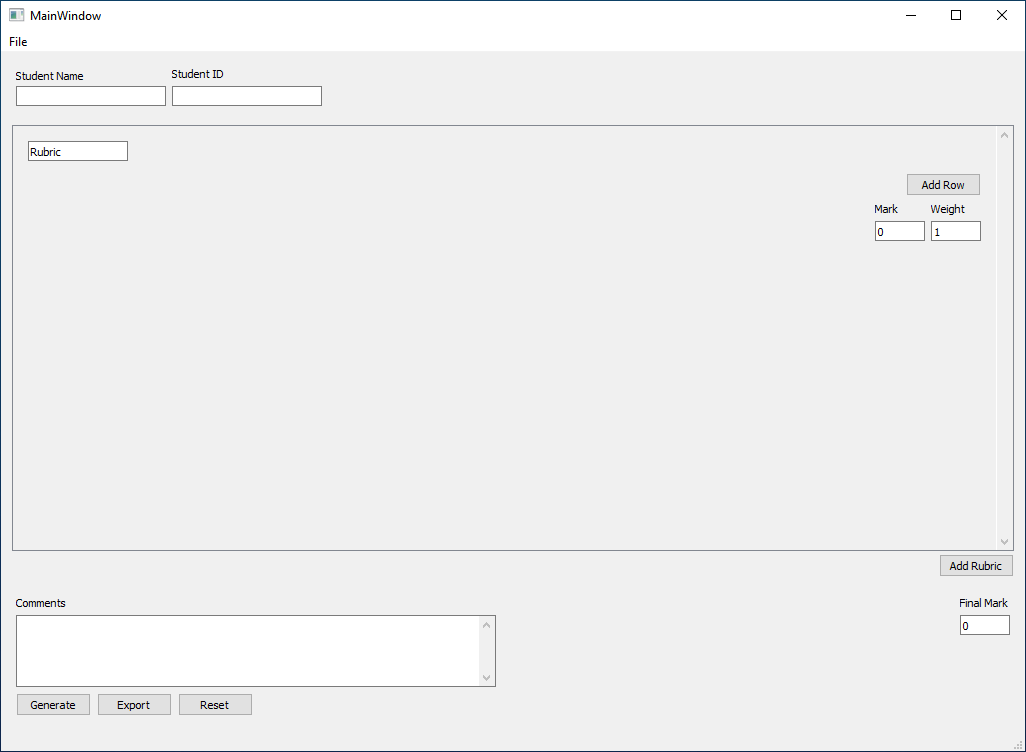 MainWindow
File
Student Name
Student ID
Rubric
Add Row
Mark
Weight
0
1
Add Rubric
Comments
Final Mark
0
Generate
Export
Reset